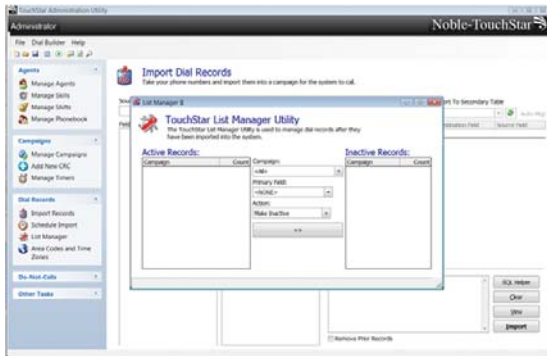 TouchStar Administration Utility
Administrator
Noble-TouchStar
File Dial Builder Help
Agents
Manage Agents
Manage Skills
Manage Shifts
Manage Phonebook
Campaigns
Manage Campaigns
Add New CRC
Manage Timers
Dial Records
Import Records
Schedule Import
List Manager
Area Codes and Time
Zones
Do-Not-Calls
Other Tasks
Import Dial Records
Take your phone numbers and import them into a campaign for the system to call.
To Secondary Table
Field
List Manager II
TouchStar List Manager Utility
The TouchStar List Manager Utility is used to manage dial records after they
have been imported into the system.
Active Records:
Campaign Count
Campaign:
<All>
Primary Field:
<NONE>
Action:
Make Inactive
>>
Inactive Records:
Campaign Count
SQL Helper
Clear
View
Import
Remove Prior Records